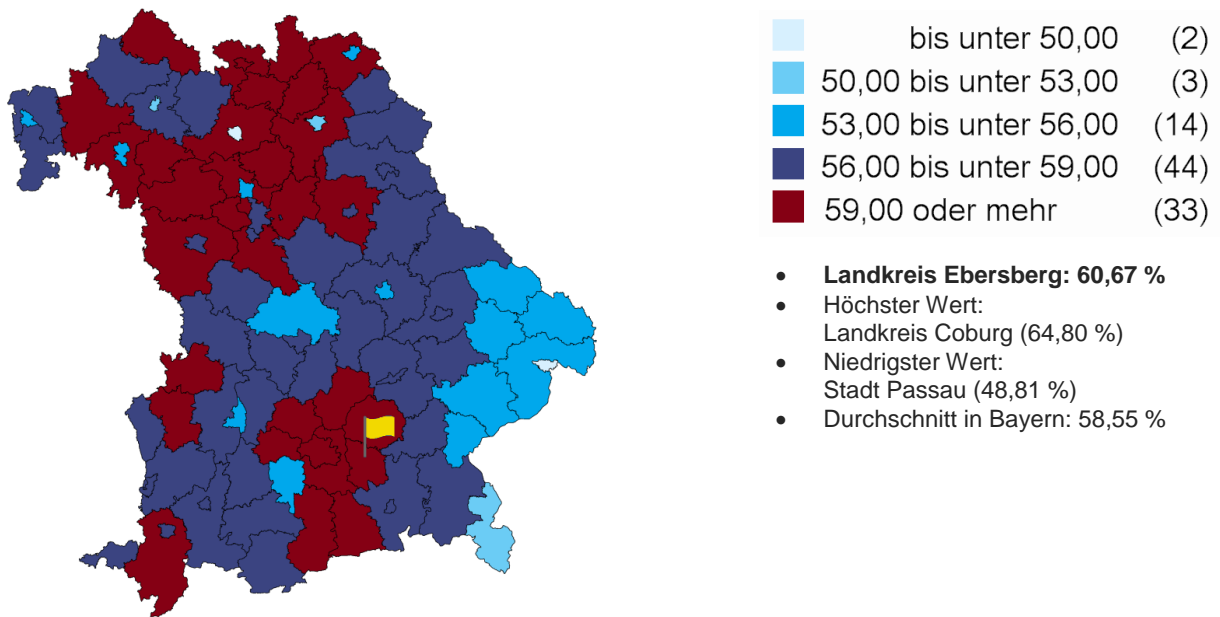 bis unter 50,00 (2)
50,00 bis unter 53,00 (3)
53,00 bis unter 56,00 (14)
56,00 bis unter 59,00 (44)
59,00 oder mehr (33)
• Landkreis Ebersberg: 60,67 %
• Höchster Wert:
Landkreis Coburg (64,80 %)
• Niedrigster Wert:
Stadt Passau (48,81 %)
• Durchschnitt in Bayern: 58,55 %